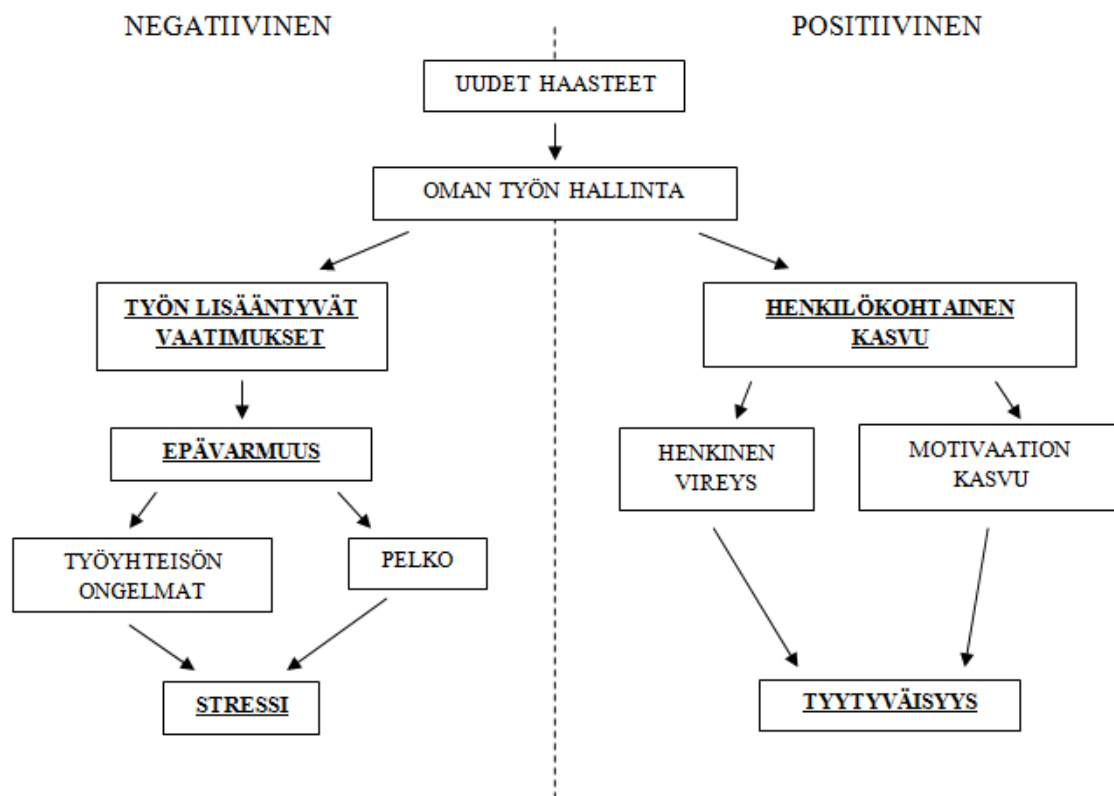 NEGATIIVINEN
POSITIIVINEN
UUDET HAASTEET
OMAN TYÖN HALLINTA
TYÖN LISÄÄNTYVÄT
VAATIMUKSET
HENKILÖKOHTAINEN
KASVU
EPÄVARMUUS
HENKINEN
VIREYS
MOTIVAATION
KASVU
TYÖYHTEISÖN
ONGELMAT
PELKO
STRESSI
TYYTYVÄISYYS